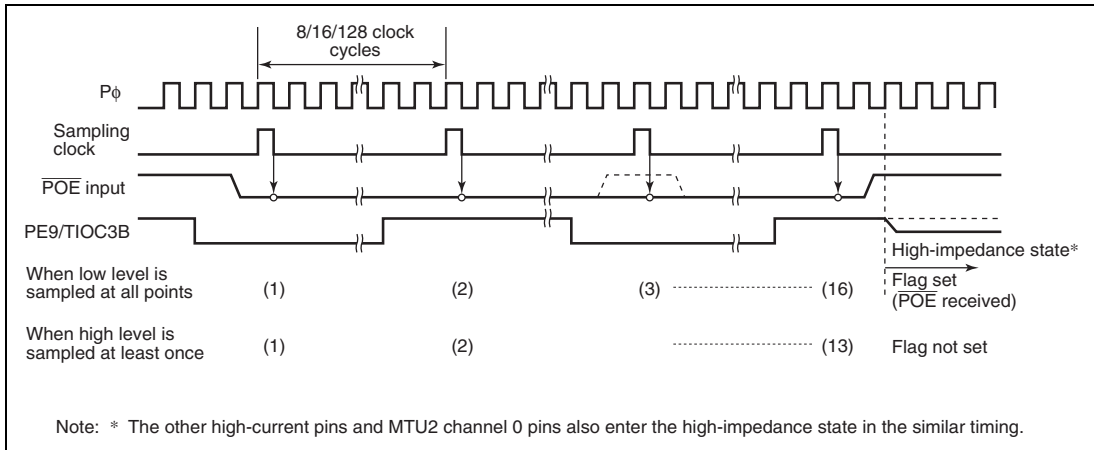 8/16/128 clock
cycles
Pϕ
Sampling
clock
POE input
PE9/TIOC3B
High-impedance state*
When low level is
sampled at all points
(1) (2) (3) (16)
Flag set
(POE received)
When high level is
sampled at least once
(1) (2) (13) Flag not set
Note: * The other high-current pins and MTU2 channel 0 pins also enter the high-impedance state in the similar timing.